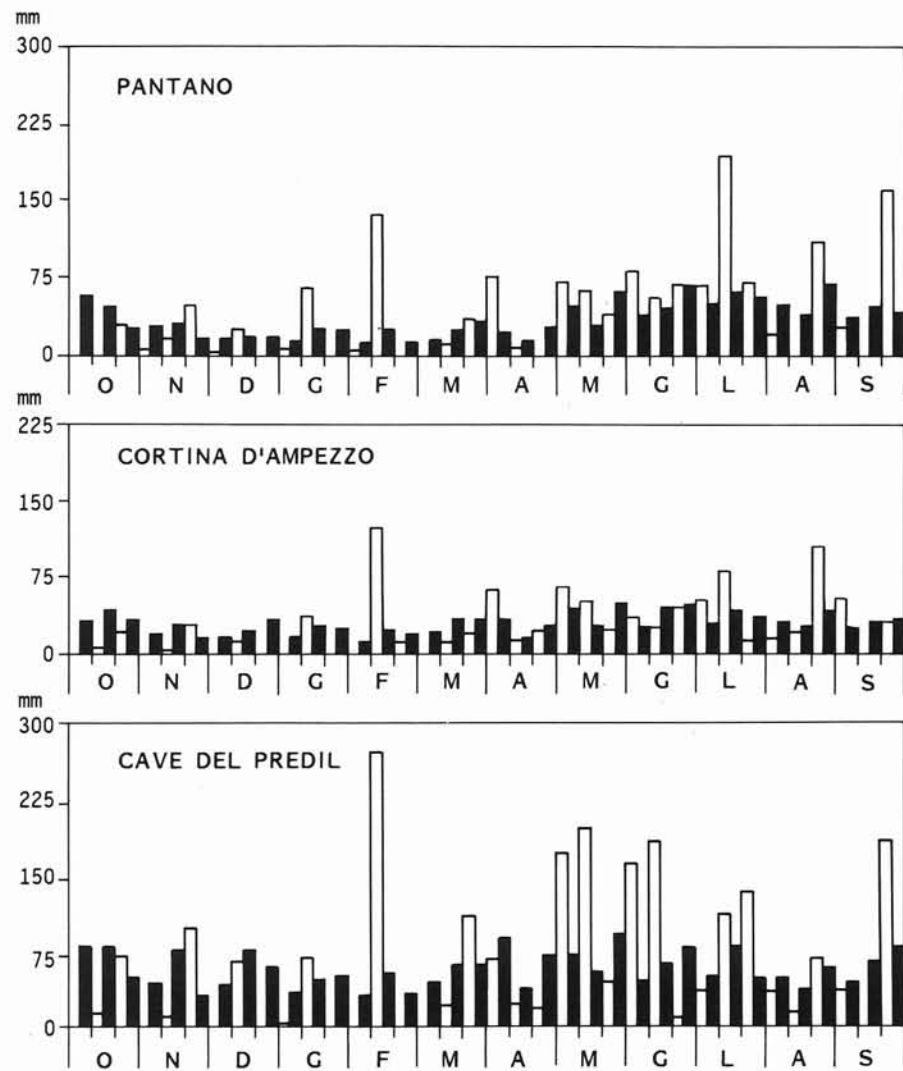 mm
300
PANTANO
225
150
75
0
O N D G F M A M G L A S
mm
225
CORTINA D'AMPEZZO
150
75
0
O N D G F M A M G L A S
mm
300
CAVE DEL PREDIL
225
150
75
0
O N D G F M A M G L A S